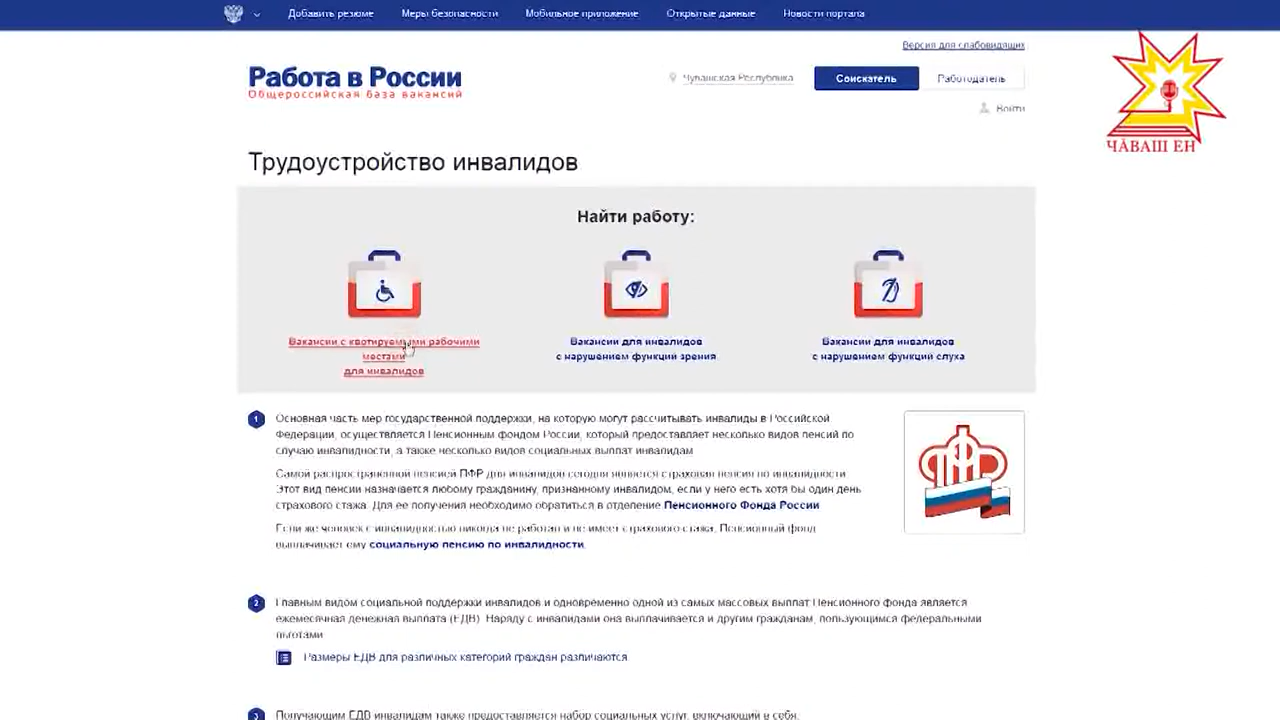 Добавить резюме Меры безопасности Мобильное приложение Открытые данные Новости портала
Версия для слабовидящих
Работа в России
Общероссийская база вакансий
Чувашская Республика
Соискатель
Работодатель
Войти
ЧӐВАШ ЕН
Трудоустройство инвалидов
Найти работу:
Вакансии с квотируемыми рабочими
местами
для инвалидов
Вакансии для инвалидов
с нарушением функций зрения
Вакансии для инвалидов
с нарушением функций слуха
1
Основная часть мер государственной поддержки, на которую могут рассчитывать инвалиды в Российской
Федерации, осуществляется Пенсионным фондом России, который предоставляет несколько видов пенсий по
случаю инвалидности, а также несколько видов социальных выплат инвалидам.
Самой распространенной пенсией ПФР для инвалидов сегодня является страховая пенсия по инвалидности.
Этот вид пенсии назначается любому гражданину, признанному инвалидом, если у него есть хотя бы один день
страхового стажа. Для ее получения необходимо обратиться в отделение Пенсионного Фонда России
Если же человек с инвалидностью никогда не работал и не имеет страхового стажа, Пенсионный фонд
выплачивает ему социальную пенсию по инвалидности.
2
Главным видом социальной поддержки инвалидов и одновременно одной из самых массовых выплат Пенсионного фонда является
ежемесячная денежная выплата (ЕДВ). Наряду с инвалидами она выплачивается и другим гражданам, пользующимся федеральными
льготами.
Размеры ЕДВ для различных категорий граждан различаются
3
Получающим ЕДВ инвалидам также предоставляется набор социальных услуг, включающий в себя: